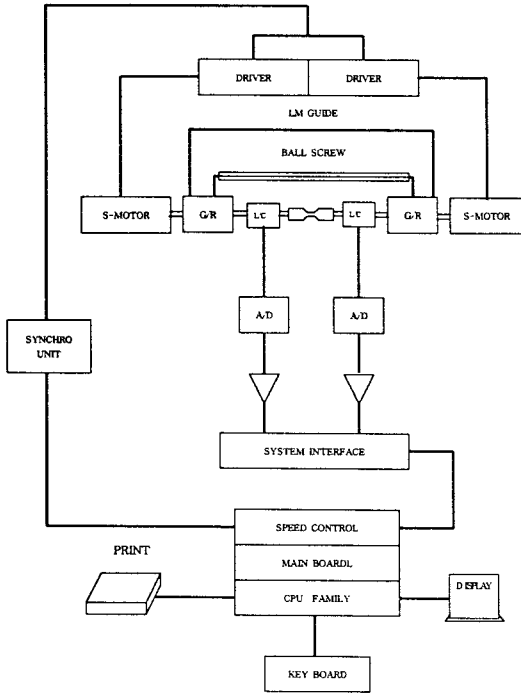 DRIVER DRIVER
LM GUIDE
BALL SCREW
S-MOTOR G/R L/C L/C G/R S-MOTOR
A/D A/D
SYNCHRO
UNIT
SYSTEM INTERFACE
SPEED CONTROL
PRINT
MAIN BOARDL
DISPLAY
CPU FAMILY
KEY BOARD